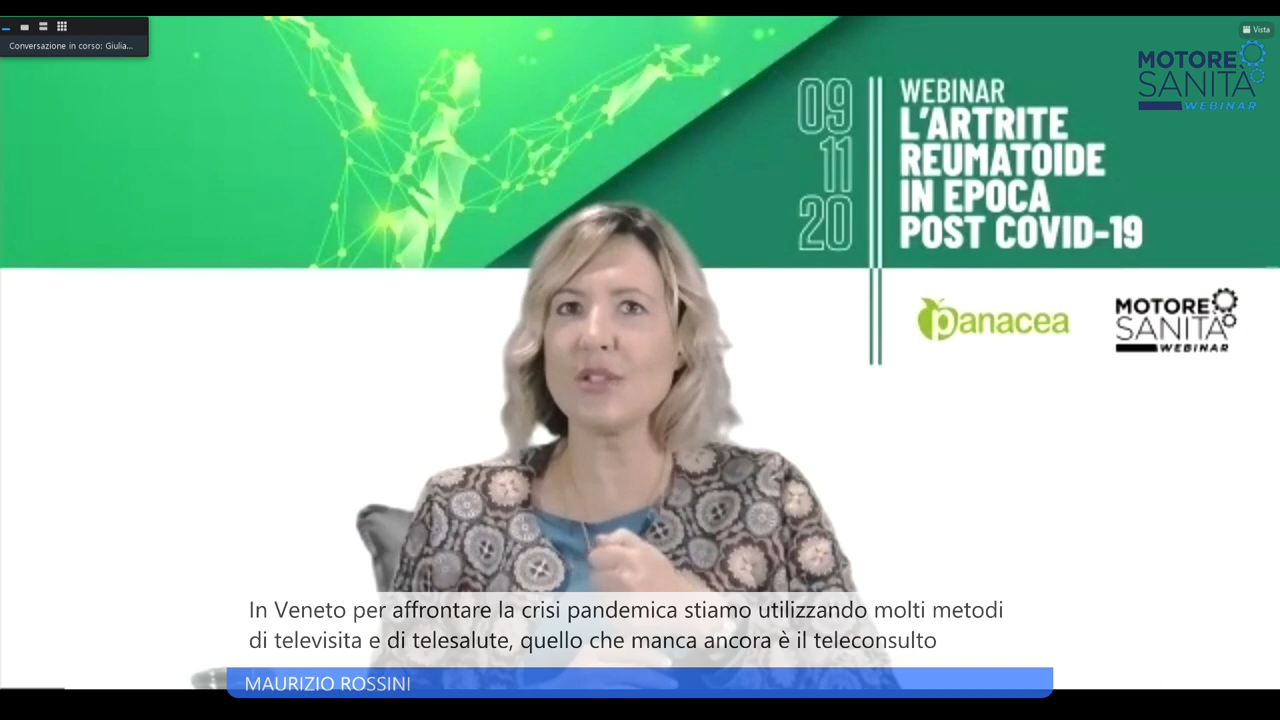 Conversazione in corso: Giulia...
Vista
MOTORE
SANITÀ
WEBINAR
09
11
20
WEBINAR
L'ARTRITE
REUMATOIDE
IN EPOCA
POST COVID-19
panacea
MOTORE
SANITÀ
WEBINAR
In Veneto per affrontare la crisi pandemica stiamo utilizzando molti metodi
di televisita e di telesalute, quello che manca ancora è il teleconsulto
MAURIZIO ROSSINI